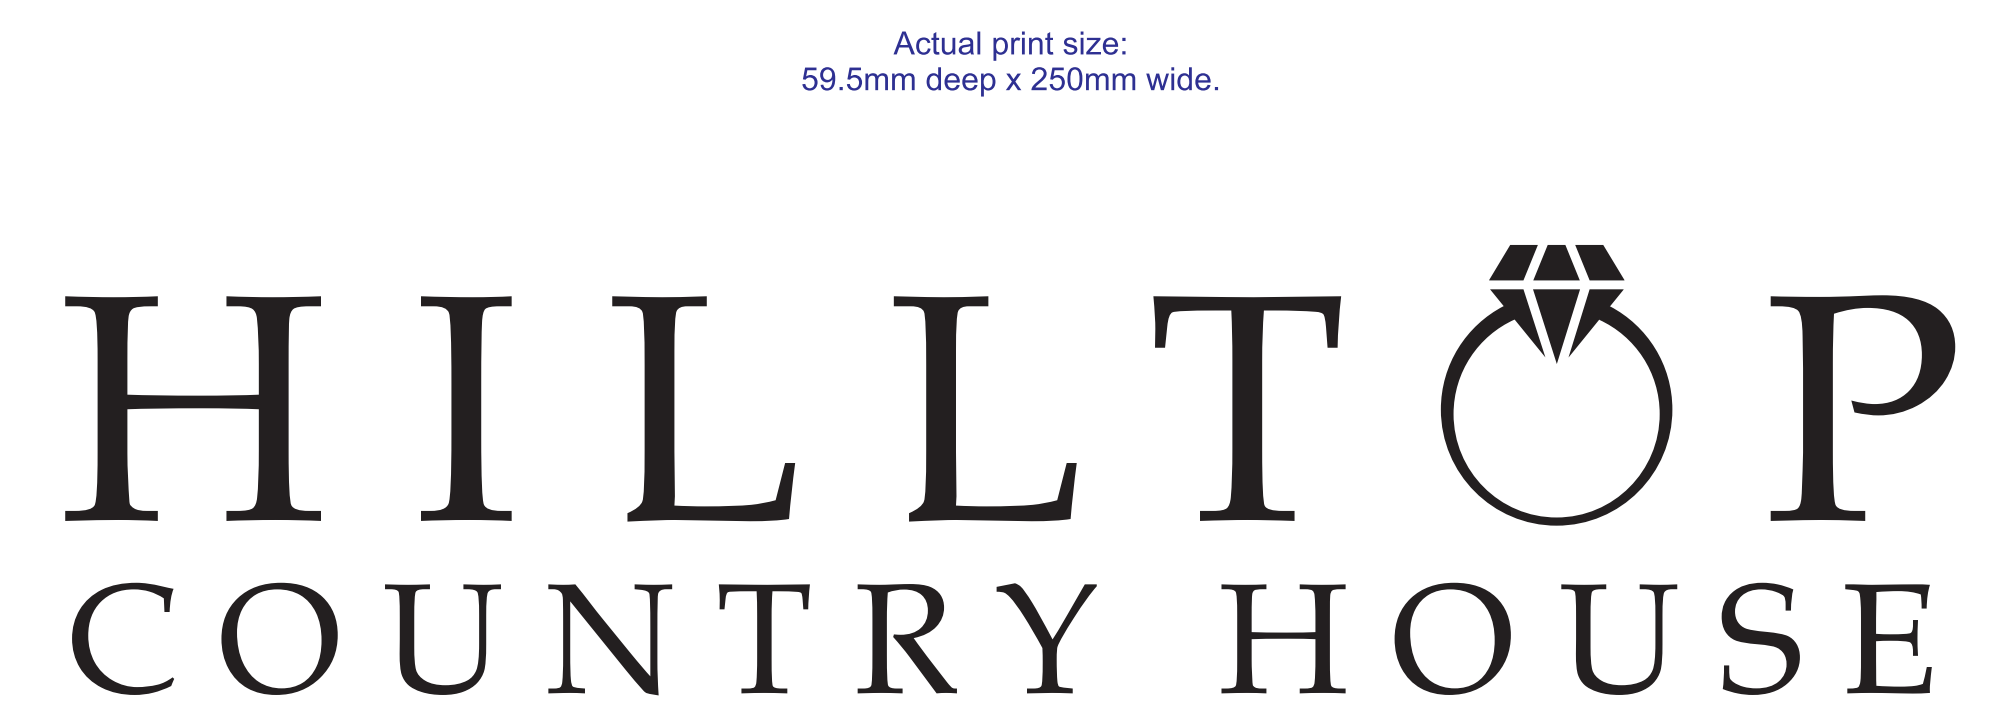 Actual print size:
59.5mm deep x 250mm wide.
HILLTOP
COUNTRY HOUSE